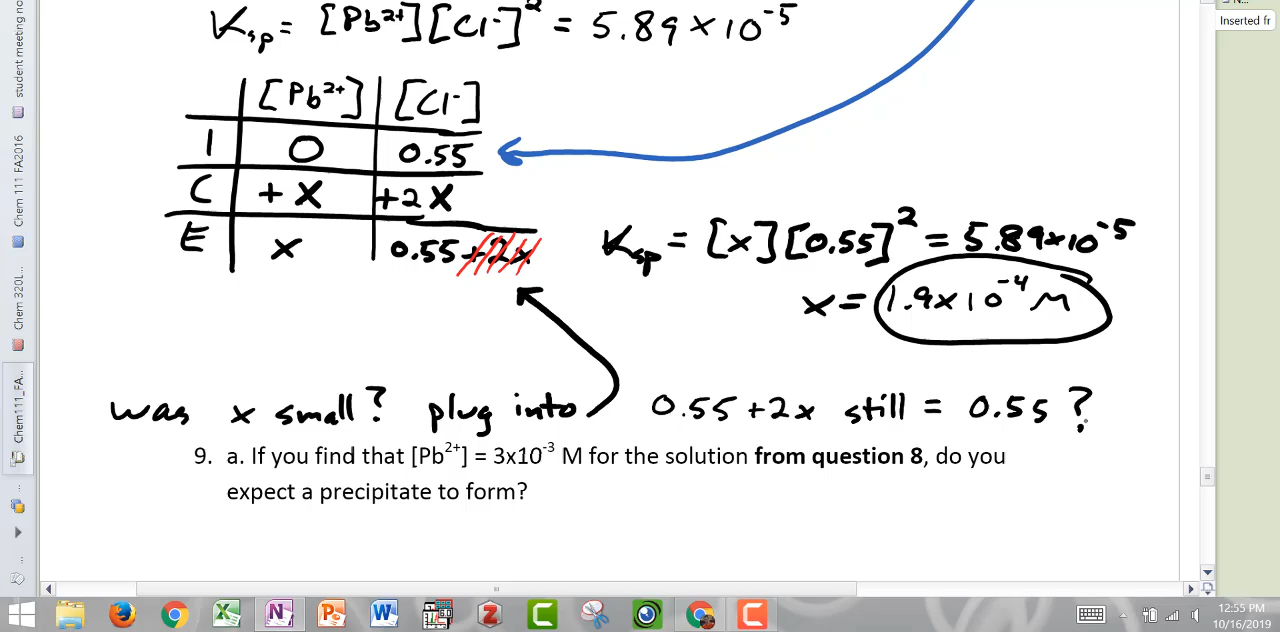 N...
Inserted fr
student meeting no
Chem 111 FA2016
Chem 320L
Chem111_FA
Ksp = [Pb²⁺][Cl⁻]² = 5.89 × 10⁻⁵
[Pb²⁺] [Cl⁻]
I 0 0.55
C + x +2x
E x 0.55 +2x
Ksp = [x][0.55]² = 5.89×10⁻⁵
x = 1.9×10⁻⁴ M
was x small? plug into 0.55 +2x still = 0.55 ?
9. a. If you find that [Pb²⁺] = 3x10⁻³ M for the solution from question 8, do you
expect a precipitate to form?
12:55 PM
10/16/2019